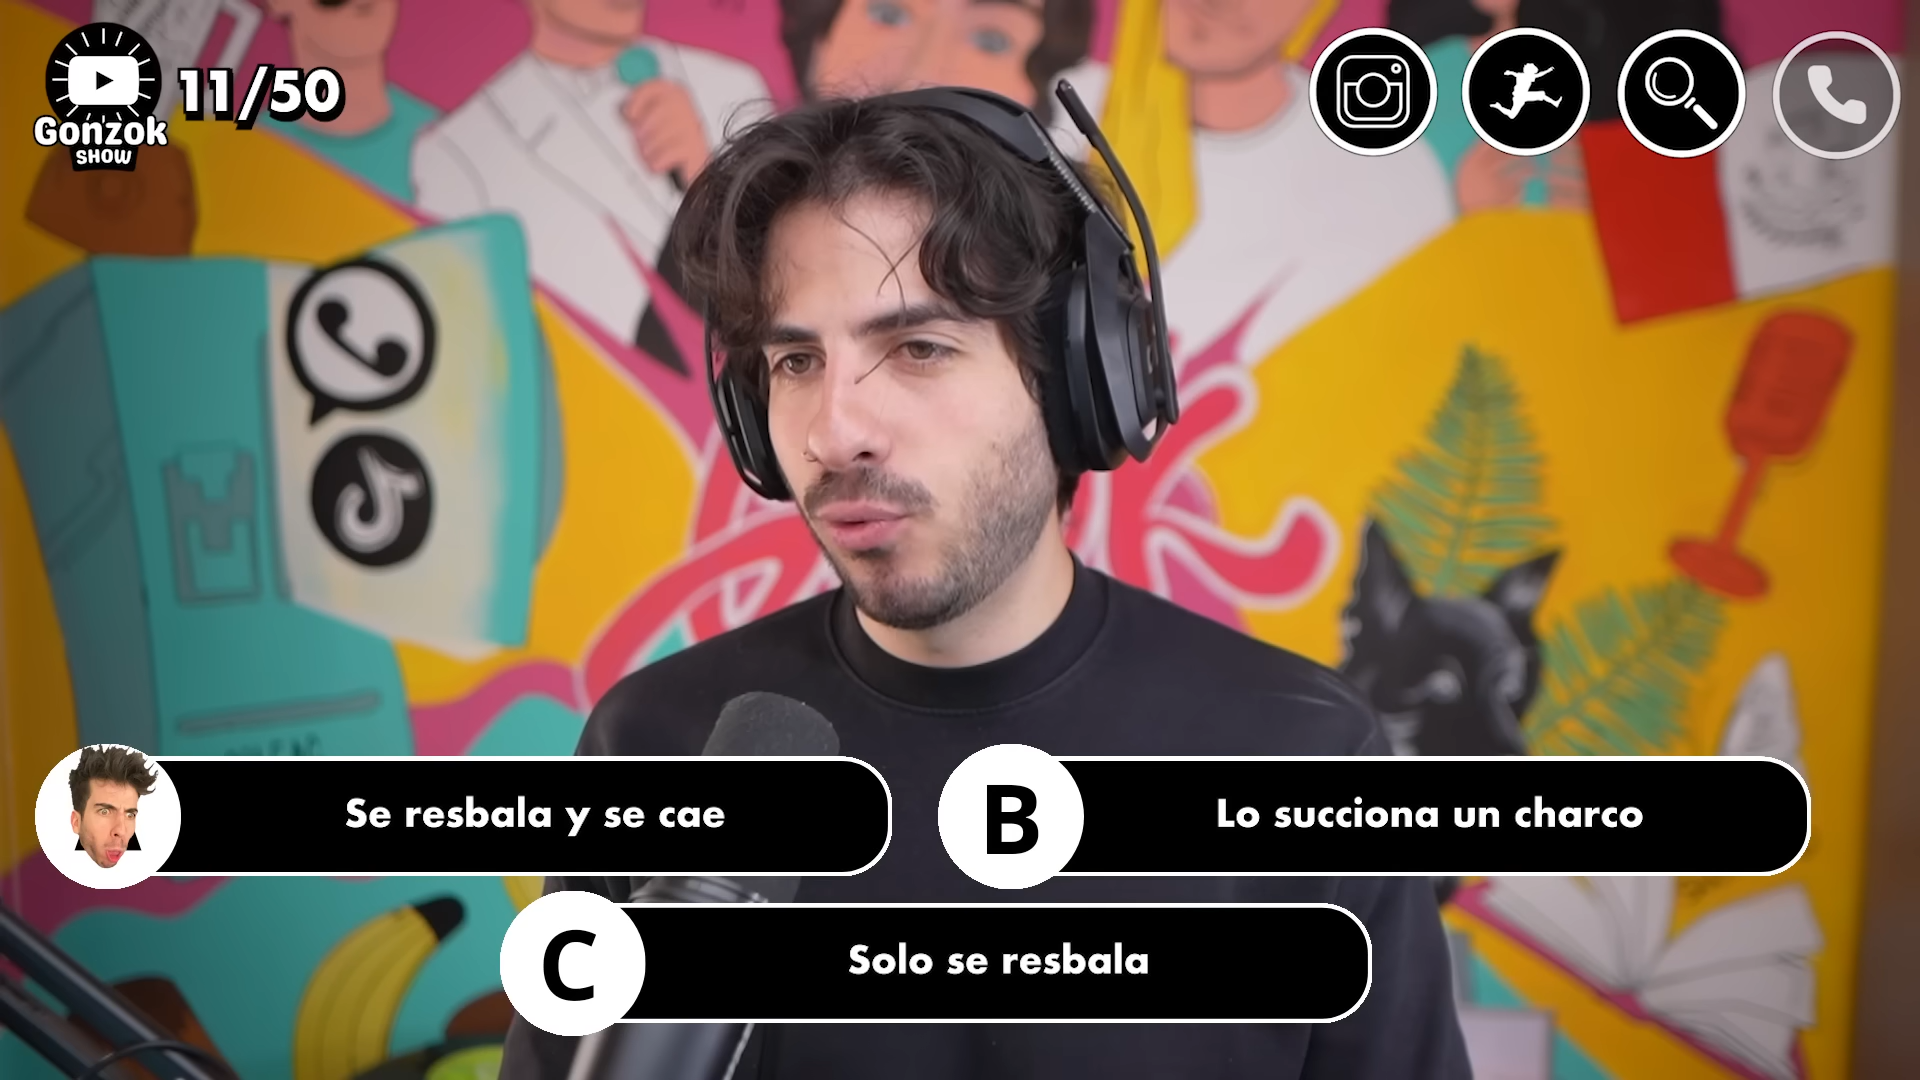 Gonzok
SHOW
11/50
Se resbala y se cae
B
Lo succiona un charco
C
Solo se resbala